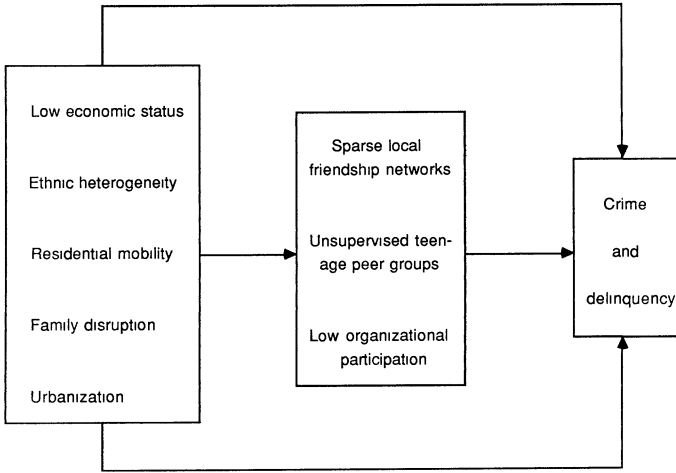 Low economic status
Ethnic heterogeneity
Residential mobility
Family disruption
Urbanization
Sparse local
friendship networks
Unsupervised teen-
age peer groups
Low organizational
participation
Crime
and
delinquency